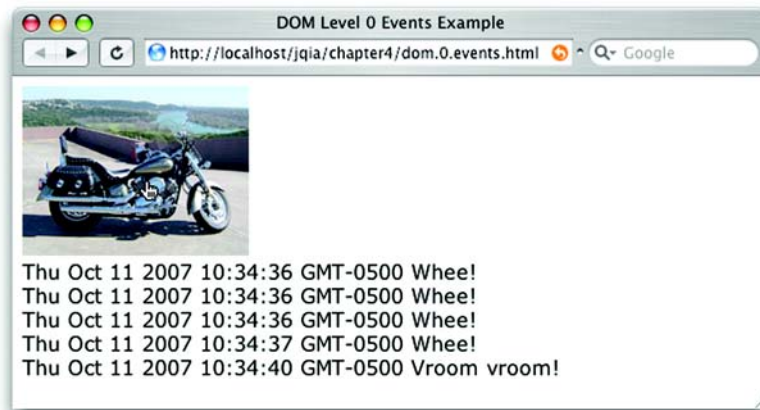 DOM Level 0 Events Example
http://localhost/jqia/chapter4/dom.0.events.html
Google
Thu Oct 11 2007 10:34:36 GMT-0500 Whee!
Thu Oct 11 2007 10:34:36 GMT-0500 Whee!
Thu Oct 11 2007 10:34:36 GMT-0500 Whee!
Thu Oct 11 2007 10:34:37 GMT-0500 Whee!
Thu Oct 11 2007 10:34:40 GMT-0500 Vroom vroom!